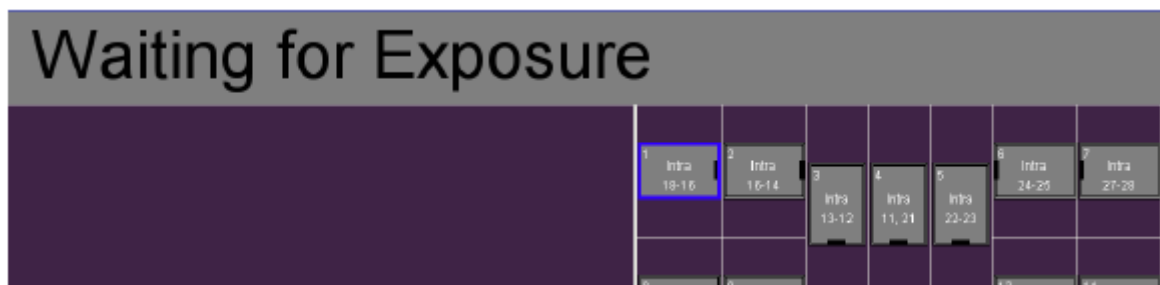 Waiting for Exposure
1
Intra
18-16
2
Intra
16-14
3
Intra
13-12
4
Intra
11, 21
5
Intra
22-23
6
Intra
24-25
7
Intra
27-28